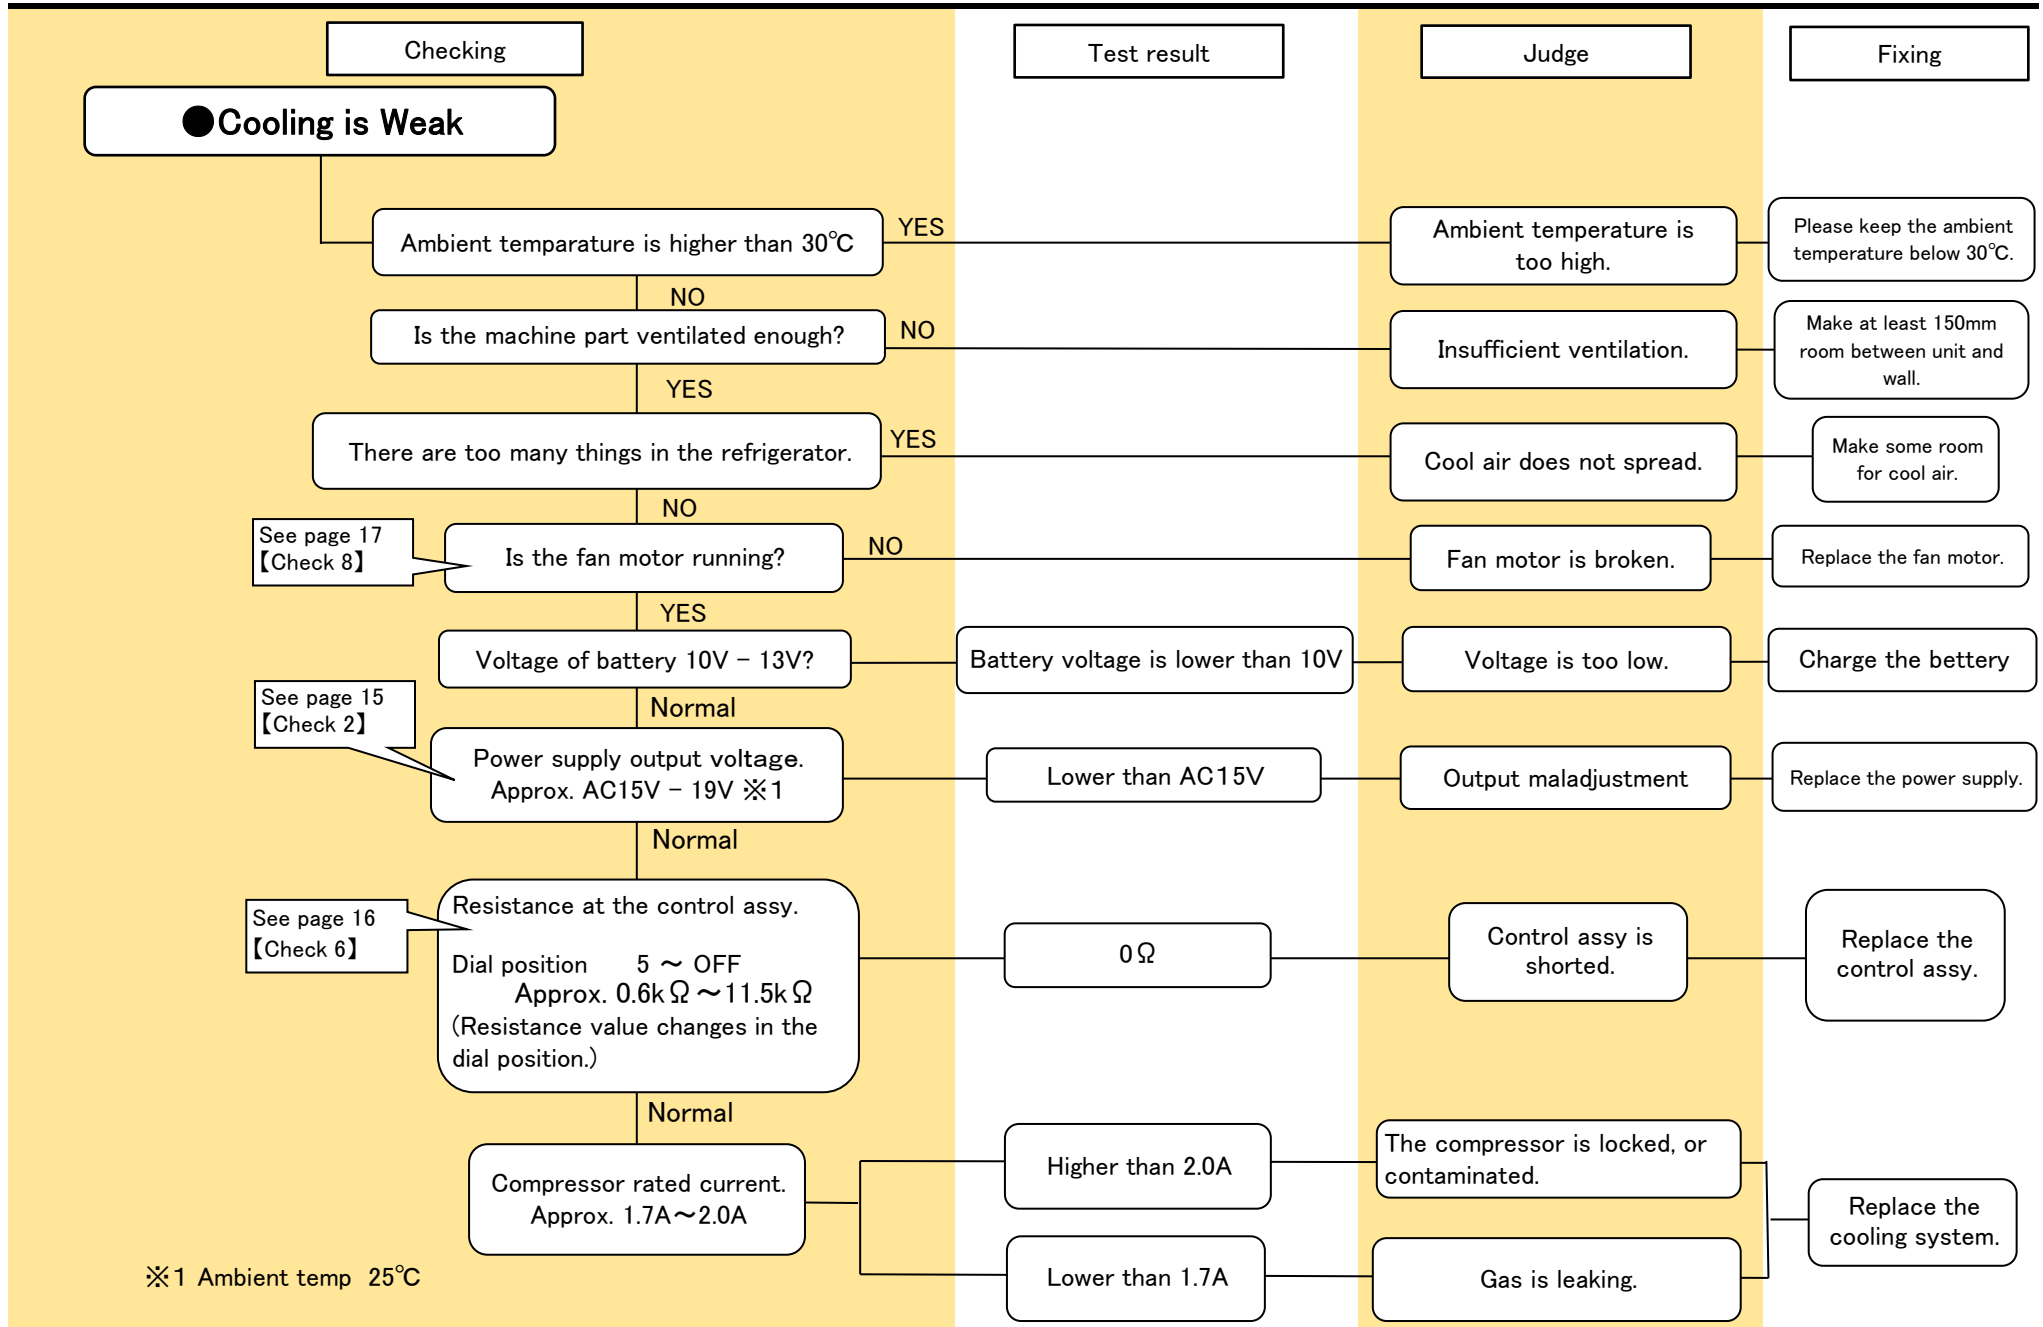 Checking
Test result
Judge
Fixing
●Cooling is Weak
Ambient temparature is higher than 30℃
YES
Ambient temperature is
too high.
Please keep the ambient
temperature below 30℃.
NO
Is the machine part ventilated enough?
NO
Insufficient ventilation.
Make at least 150mm
room between unit and
wall.
YES
There are too many things in the refrigerator.
YES
Cool air does not spread.
Make some room
for cool air.
NO
See page 17
【Check 8】
Is the fan motor running?
NO
Fan motor is broken.
Replace the fan motor.
YES
Voltage of battery 10V － 13V?
Battery voltage is lower than 10V
Voltage is too low.
Charge the bettery
Normal
See page 15
【Check 2】
Power supply output voltage.
Approx. AC15V － 19V ※1
Lower than AC15V
Output maladjustment
Replace the power supply.
Normal
See page 16
【Check 6】
Resistance at the control assy.
Dial position 5 ～ OFF
Approx. 0.6kΩ～11.5kΩ
(Resistance value changes in the
dial position.)
0Ω
Control assy is
shorted.
Replace the
control assy.
Normal
Compressor rated current.
Approx. 1.7A～2.0A
Higher than 2.0A
The compressor is locked, or
contaminated.
Lower than 1.7A
Gas is leaking.
Replace the
cooling system.
※1 Ambient temp 25℃